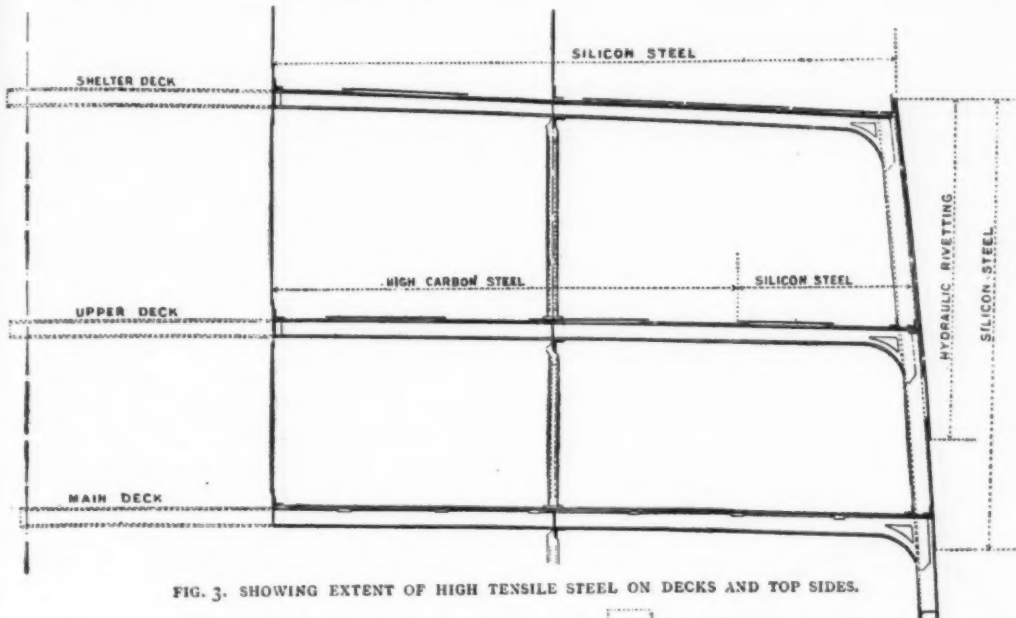 SILICON STEEL
SHELTER DECK
HIGH CARBON STEEL
SILICON STEEL
UPPER DECK
HYDRAULIC RIVETTING
SILICON STEEL
MAIN DECK
FIG. 3. SHOWING EXTENT OF HIGH TENSILE STEEL ON DECKS AND TOP SIDES.